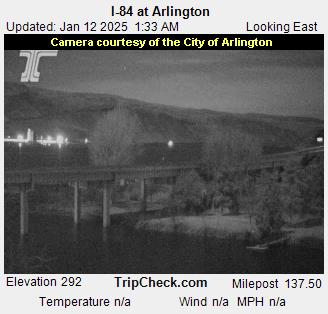 I-84 at Arlington
Updated: Jan 12 2025 1:33 AM Looking East
Camera courtesy of the City of Arlington
Elevation 292 TripCheck.com Milepost 137.50
Temperature n/a Wind n/a MPH n/a